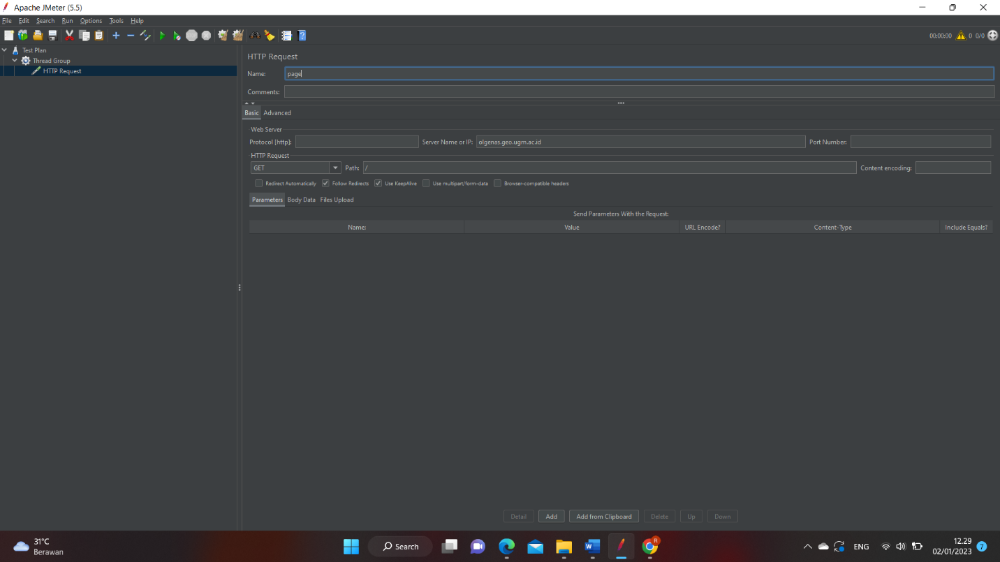 Apache JMeter (5.5)
File Edit Search Run Options Tools Help
00:00:00 0 0/0
Test Plan
Thread Group
HTTP Request
HTTP Request
Name: page
Comments:
Basic Advanced
Web Server
Protocol [http]: Server Name or IP: olgenas.geo.ugm.ac.id Port Number:
HTTP Request
GET Path: / Content encoding:
Redirect Automatically Follow Redirects Use KeepAlive Use multipart/form-data Browser-compatible headers
Parameters Body Data Files Upload
Send Parameters With the Request:
Name: Value URL Encode? Content-Type Include Equals?
Detail Add Add from Clipboard Delete Up Down
31°C
Berawan
Search
ENG
12.29
02/01/2023
7